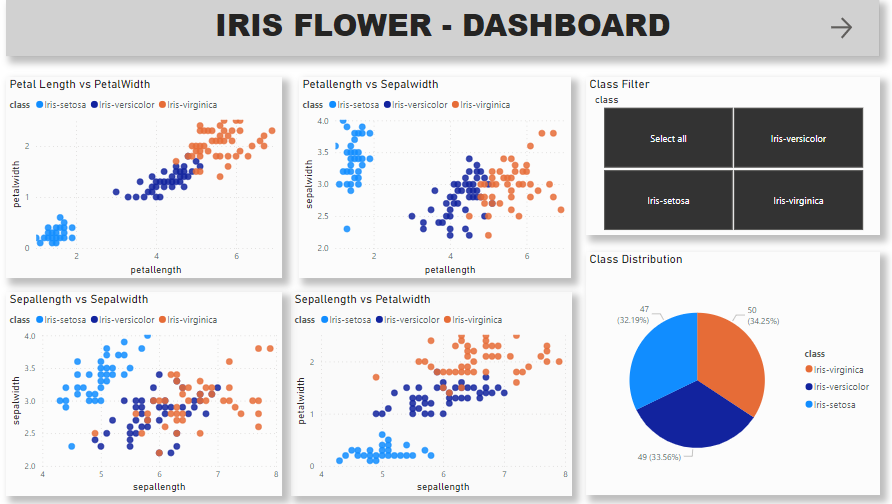 IRIS FLOWER - DASHBOARD
Petal Length vs PetalWidth
class Iris-setosa Iris-versicolor Iris-virginica
petalwidth
2
1
0
2 4 6
petallength
Petallength vs Sepalwidth
class Iris-setosa Iris-versicolor Iris-virginica
sepalwidth
4.0
3.5
3.0
2.5
2.0
2 4 6
petallength
Class Filter
class
Select all
Iris-versicolor
Iris-setosa
Iris-virginica
Sepallength vs Sepalwidth
class Iris-setosa Iris-versicolor Iris-virginica
sepalwidth
4.0
3.5
3.0
2.5
2.0
4 5 6 7 8
sepallength
Sepallength vs Petalwidth
class Iris-setosa Iris-versicolor Iris-virginica
petalwidth
2
1
0
4 5 6 7 8
sepallength
Class Distribution
47
(32.19%)
50
(34.25%)
49 (33.56%)
class
Iris-virginica
Iris-versicolor
Iris-setosa